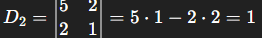 D₂ = |5 2; 2 1| = 5 · 1 − 2 · 2 = 1